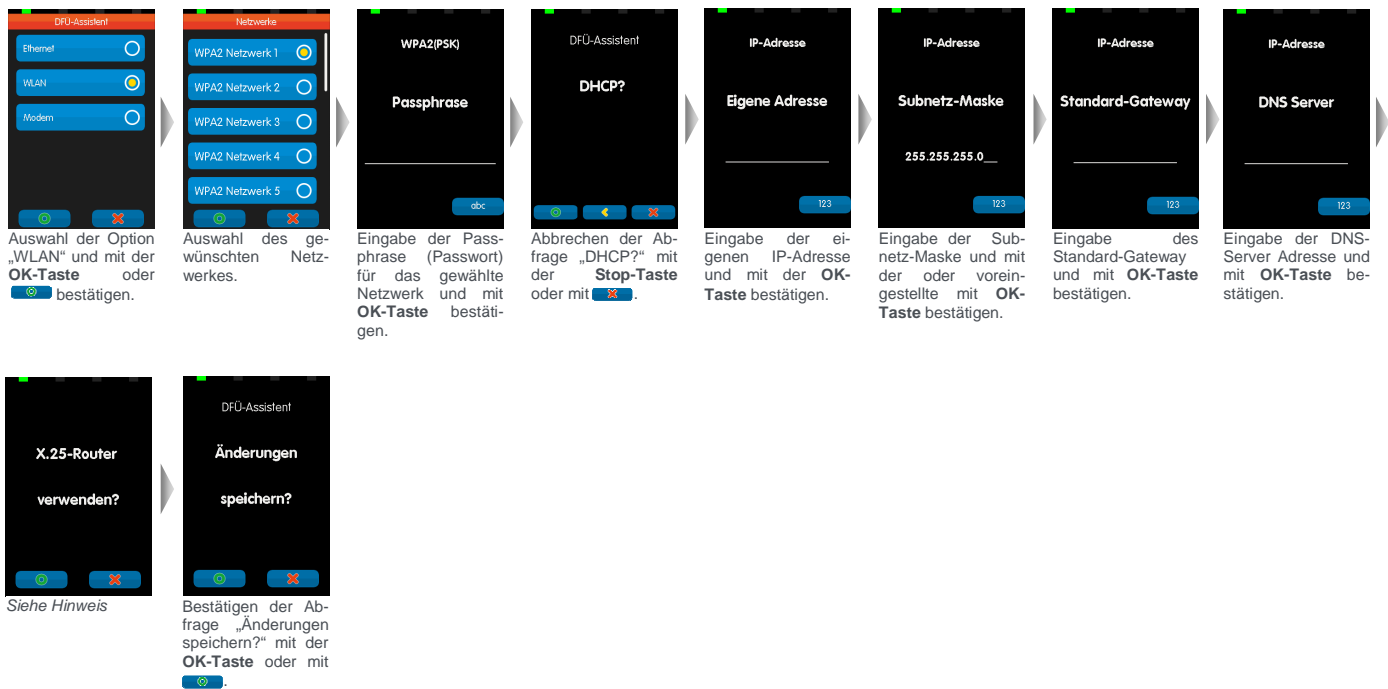 DFÜ-Assistent
Ethernet
WLAN
Modem
Auswahl der Option
„WLAN“ und mit der
OK-Taste oder
bestätigen.
Netzwerke
WPA2 Netzwerk 1
WPA2 Netzwerk 2
WPA2 Netzwerk 3
WPA2 Netzwerk 4
WPA2 Netzwerk 5
Auswahl des ge-
wünschten Netz-
werkes.
WPA2(PSK)
Passphrase
abc
Eingabe der Pass-
phrase (Passwort)
für das gewählte
Netzwerk und mit
OK-Taste bestäti-
gen.
DFÜ-Assistent
DHCP?
Abbrechen der Ab-
frage „DHCP?“ mit
der Stop-Taste
oder mit .
IP-Adresse
Eigene Adresse
123
Eingabe der ei-
genen IP-Adresse
und mit der OK-
Taste bestätigen.
IP-Adresse
Subnetz-Maske
255.255.255.0__
123
Eingabe der Sub-
netz-Maske und mit
der oder vorein-
gestellte mit OK-
Taste bestätigen.
IP-Adresse
Standard-Gateway
123
Eingabe des
Standard-Gateway
und mit OK-Taste
bestätigen.
IP-Adresse
DNS Server
123
Eingabe der DNS-
Server Adresse und
mit OK-Taste be-
stätigen.
X.25-Router
verwenden?
Siehe Hinweis
DFÜ-Assistent
Änderungen
speichern?
Bestätigen der Ab-
frage „Änderungen
speichern?“ mit der
OK-Taste oder mit
.